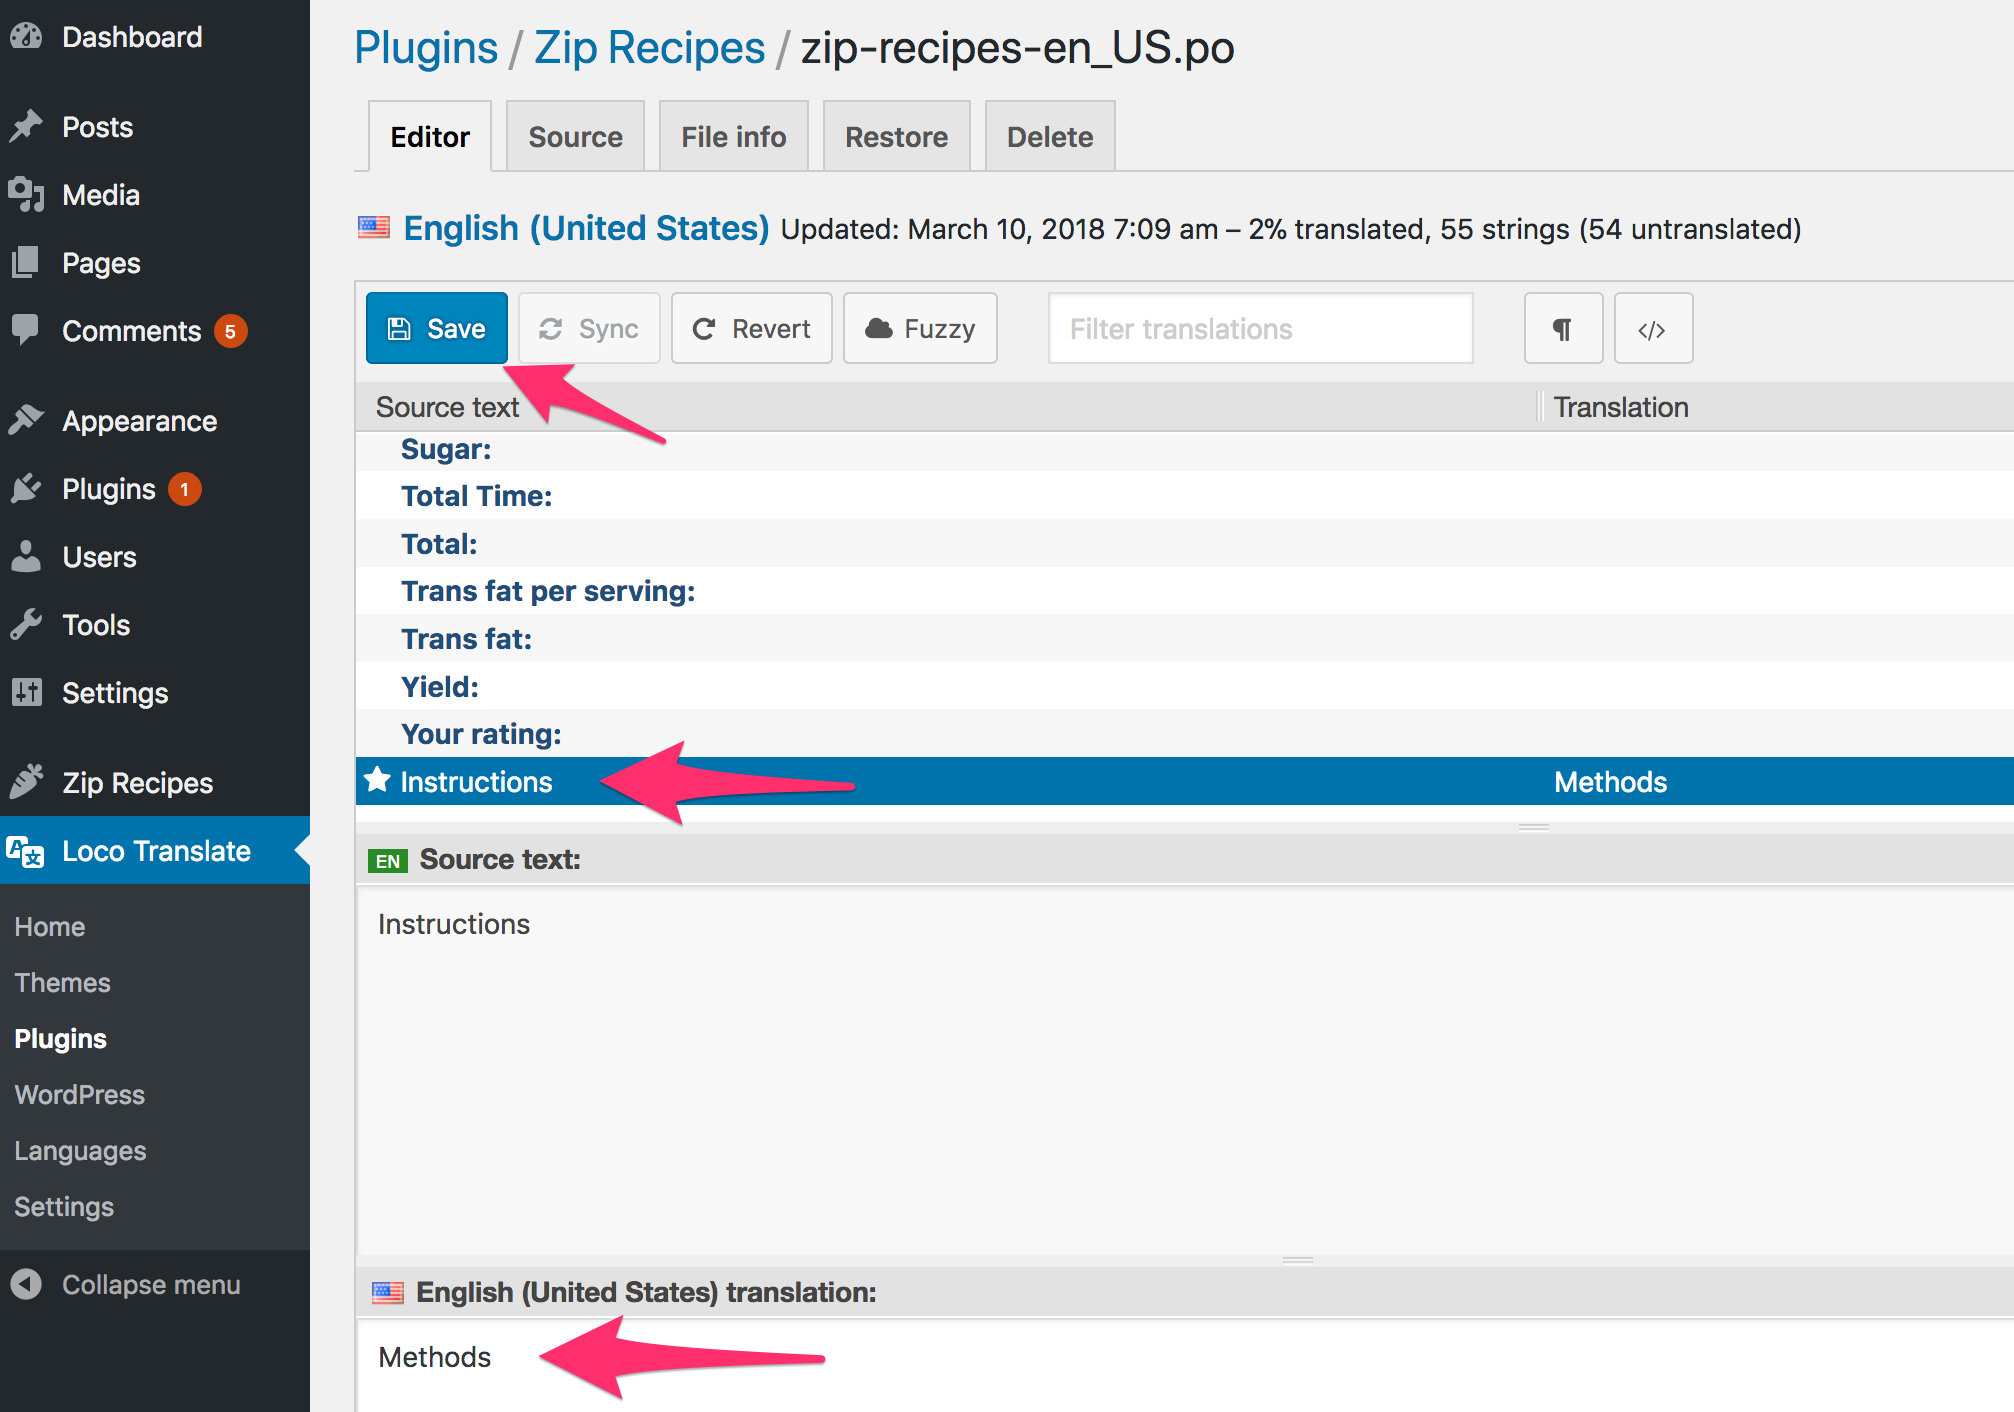 Dashboard
Posts
Media
Pages
Comments 5
Appearance
Plugins 1
Users
Tools
Settings
Zip Recipes
Loco Translate
Home
Themes
Plugins
WordPress
Languages
Settings
Collapse menu
Plugins / Zip Recipes / zip-recipes-en_US.po
Editor Source File info Restore Delete
English (United States) Updated: March 10, 2018 7:09 am – 2% translated, 55 strings (54 untranslated)
Save Sync Revert Fuzzy Filter translations ¶ </>
Source text Translation
Sugar:
Total Time:
Total:
Trans fat per serving:
Trans fat:
Yield:
Your rating:
Instructions Methods
EN Source text:
Instructions
English (United States) translation:
Methods